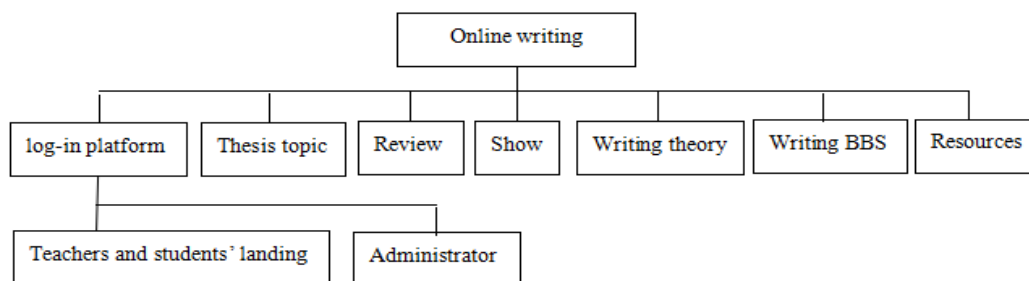 Online writing
log-in platform
Thesis topic
Review
Show
Writing theory
Writing BBS
Resources
Teachers and students' landing
Administrator